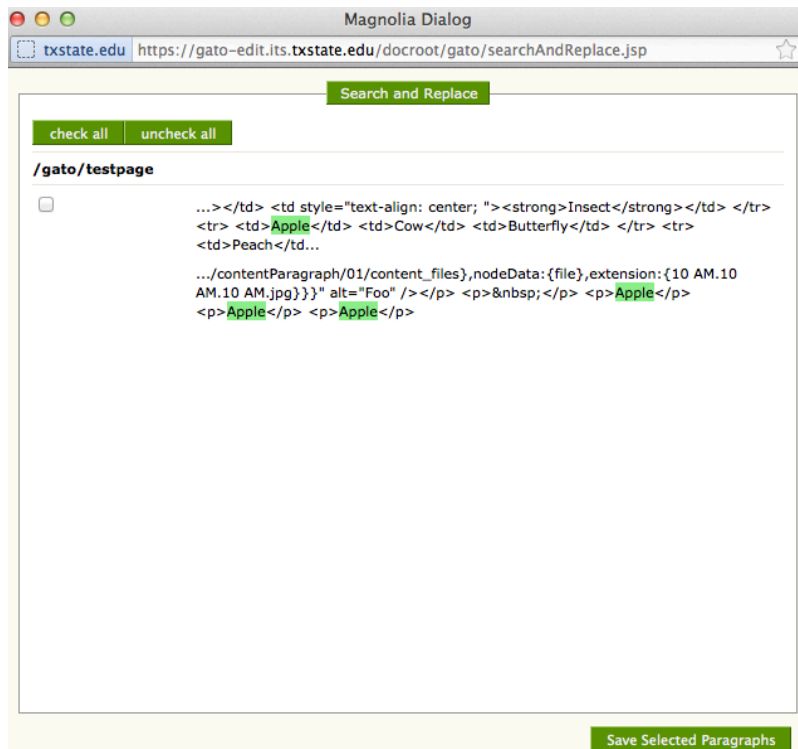 Magnolia Dialog
txstate.edu https://gato-edit.its.txstate.edu/docroot/gato/searchAndReplace.jsp
Search and Replace
check all uncheck all
/gato/testpage
...></td> <td style="text-align: center; "><strong>Insect</strong></td> </tr>
<tr> <td>Apple</td> <td>Cow</td> <td>Butterfly</td> </tr> <tr>
<td>Peach</td...
.../contentParagraph/01/content_files},nodeData:{file},extension:{10 AM.10
AM.10 AM.jpg}}}" alt="Foo" /></p> <p>&nbsp;</p> <p>Apple</p>
<p>Apple</p> <p>Apple</p>
Save Selected Paragraphs